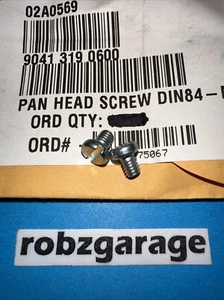 02A0569
9041 319 0600
PAN HEAD SCREW DIN84-
ORD QTY:
ORD#
75067
robzgarage